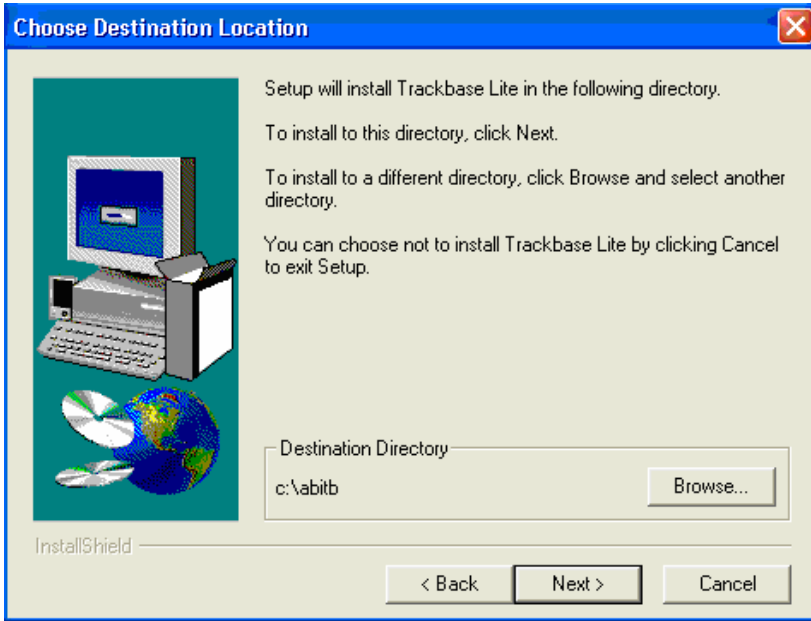 Choose Destination Location
Setup will install Trackbase Lite in the following directory.
To install to this directory, click Next.
To install to a different directory, click Browse and select another
directory.
You can choose not to install Trackbase Lite by clicking Cancel
to exit Setup.
Destination Directory
c:\abitb
Browse...
InstallShield
< Back
Next >
Cancel